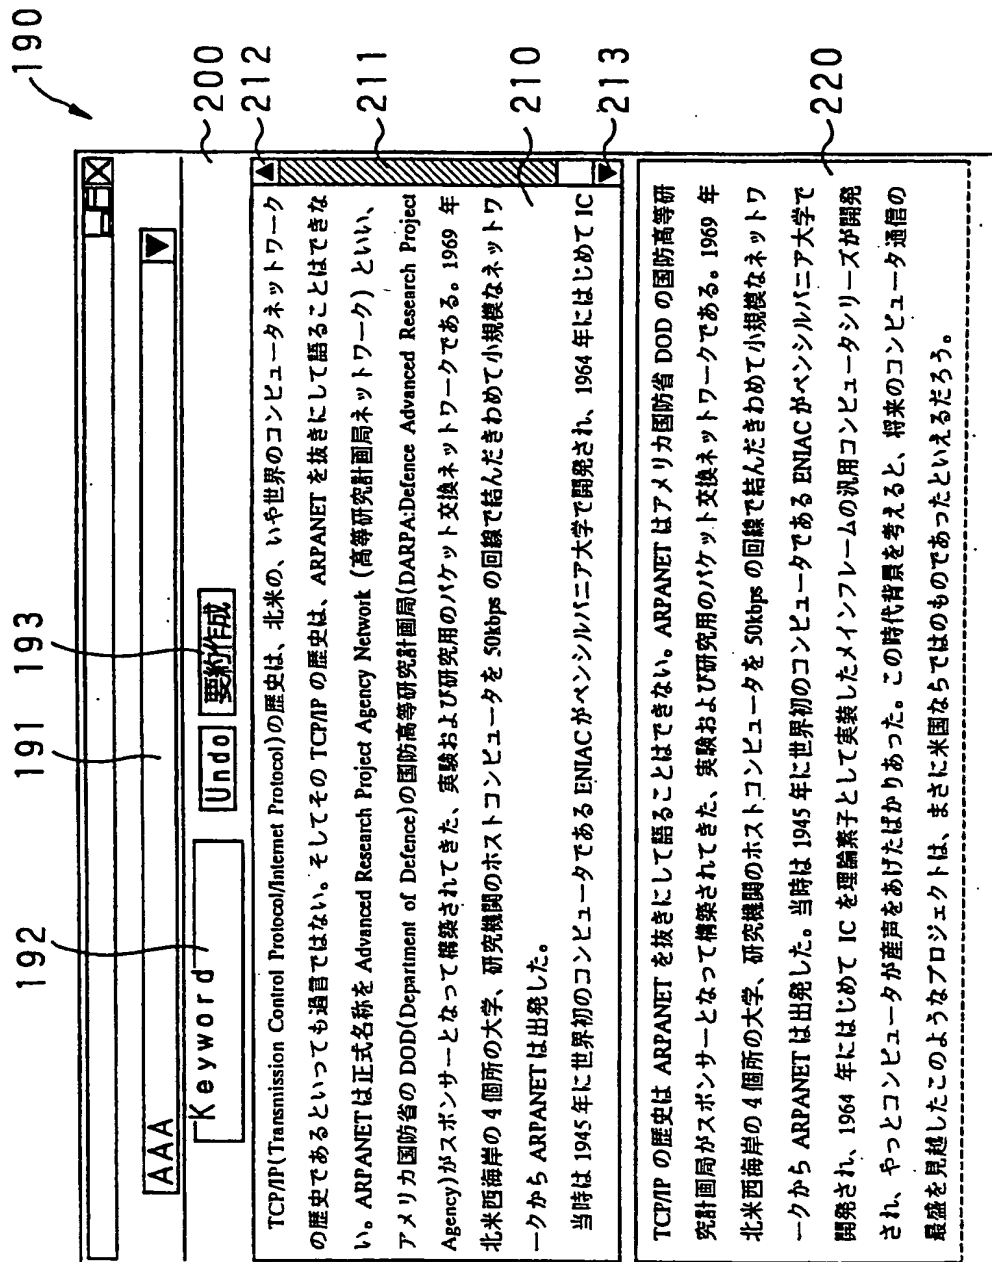 190
192
191
193
AAA
Keyword
Undo
要約作成
200
212
211
210
213
220
TCP/IP(Transmission Control Protocol/Internet Protocol)の歴史は、北米の、いや世界のコンピュータネットワーク
の歴史であるといっても過言ではない。そしてその TCP/IP の歴史は、ARPANET を抜きにして語ることはできな
い。ARPANETは正式名称を Advanced Research Project Agency Network (高等研究計画局ネットワーク) といい、
アメリカ国防省の DOD(Department of Defence)の国防高等研究計画局(DARPA:Defence Advanced Research Project
Agency)がスポンサーとなって構築されてきた、実験および研究用のパケット交換ネットワークである。1969 年
北米西海岸の 4 個所の大学、研究機関のホストコンピュータを 50kbps の回線で結んだきわめて小規模なネットワ
ークから ARPANET は出発した。
当時は 1945 年に世界初のコンピュータである ENIAC がペンシルバニア大学で開発され、1964 年にはじめて IC
TCP/IP の歴史は ARPANET を抜きにして語ることはできない。ARPANET はアメリカ国防省 DOD の国防高等研
究計画局がスポンサーとなって構築されてきた、実験および研究用のパケット交換ネットワークである。1969 年
北米西海岸の 4 個所の大学、研究機関のホストコンピュータを 50kbps の回線で結んだきわめて小規模なネットワ
ークから ARPANET は出発した。当時は 1945 年に世界初のコンピュータである ENIAC がペンシルバニア大学で
開発され、1964 年にはじめて IC を理論素子として実装したメインフレームの汎用コンピュータシリーズが開発
され、やっとコンピュータが産声をあげたばかりあった。この時代背景を考えると、将来のコンピュータ通信の
最盛を見越したこのようなプロジェクトは、まさに米国ならではのものであったといえるだろう。